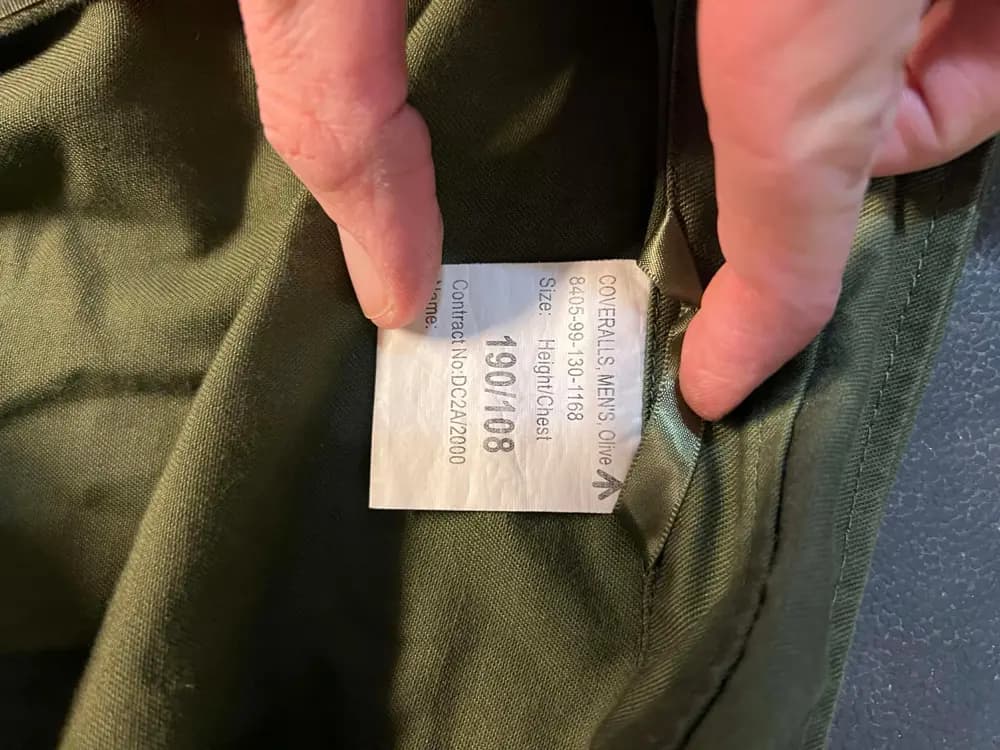 COVERALLS, MEN'S, Olive
8405-99-130-1168
Size: Height/Chest
190/108
Contract No:DC2A/2000
Name: